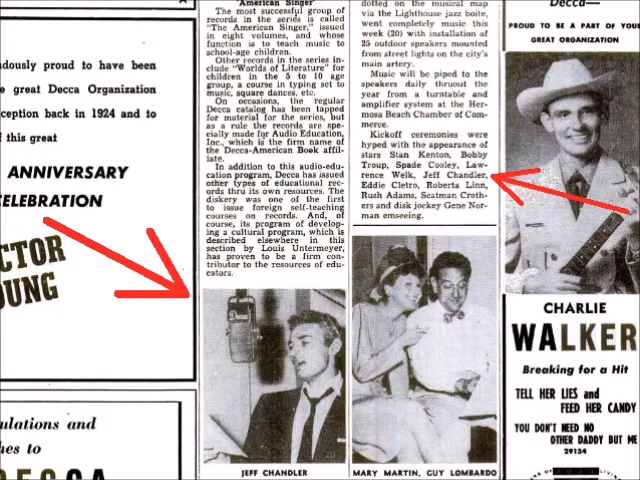 "American Singer"
The most successful group of
records in the series is called
"The American Singer," issued
in eight volumes, and whose
function is to teach music to
school-age children.
Other records in the series in-
clude "Worlds of Literature" for
children in the 5 to 10 age
group, a course in typing set to
music, square dances, etc.
On occasions, the regular
Decca catalog has been tapped
for material for the series, but
as a rule the records are spe-
cially made for Audio Education,
Inc., which is the firm name of
the Decca-American Book affil-
iate.
In addition to this audio-edu-
cation program, Decca has issued
other types of educational rec-
ords thru its own resources. The
diskery was one of the first
to issue foreign self-teaching
courses on records. And, of
course, its program of develop-
ing a cultural program, which is
described elsewhere in this
section by Louis Untermeyer,
has proven to be a firm con-
tributor to the resources of edu-
cators.
JEFF CHANDLER
dotted on the musical map
via the Lighthouse jazz boite,
went completely music this
week (20) with installation of
25 outdoor speakers mounted
from street lights on the city's
main artery.
Music will be piped to the
speakers daily thruout the
year from a turntable and
amplifier system at the Her-
mosa Beach Chamber of Com-
merce.
Kickoff ceremonies were
hyped with the appearance of
stars Stan Kenton, Bobby
Troup, Spade Cooley, Law-
rence Welk, Jeff Chandler,
Eddie Cletro, Roberta Linn,
Rush Adams, Scatman Croth-
ers and disk jockey Gene Nor-
man emseeing.
MARY MARTIN, GUY LOMBARDO
dously proud to have been
e great Decca Organization
ception back in 1924 and to
f this great
ANNIVERSARY
CELEBRATION
CTOR
OUNG
ulations and
hes to
DECCA
Decca—
PROUD TO BE A PART OF YOUR
GREAT ORGANIZATION
CHARLIE
WALKER
Breaking for a Hit
TELL HER LIES and
FEED HER CANDY
YOU DON'T NEED NO
OTHER DADDY BUT ME
29154
Decca